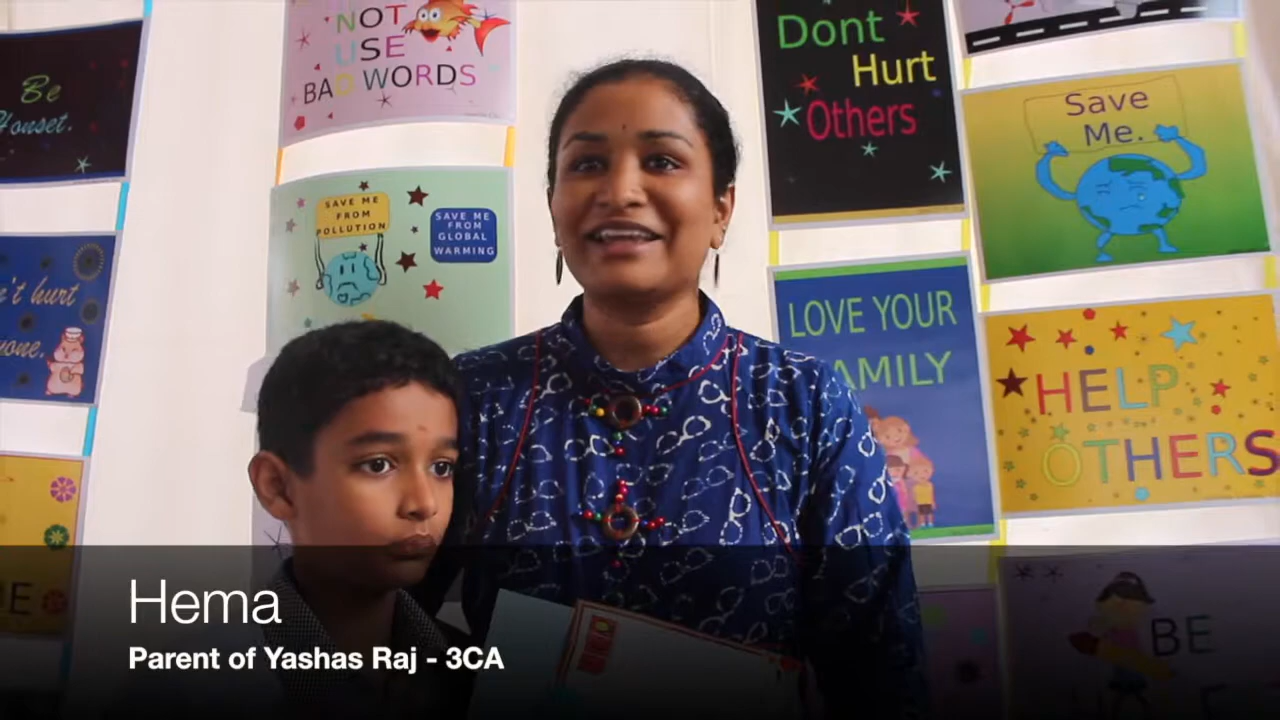 Be
Honset.
't hurt
one.
E
NOT
USE
BAD WORDS
SAVE ME
FROM
POLLUTION
SAVE ME
FROM
GLOBAL
WARMING
Dont
Hurt
Others
Save
Me.
LOVE YOUR
FAMILY
HELP
OTHERS
BE
Hema
Parent of Yashas Raj - 3CA